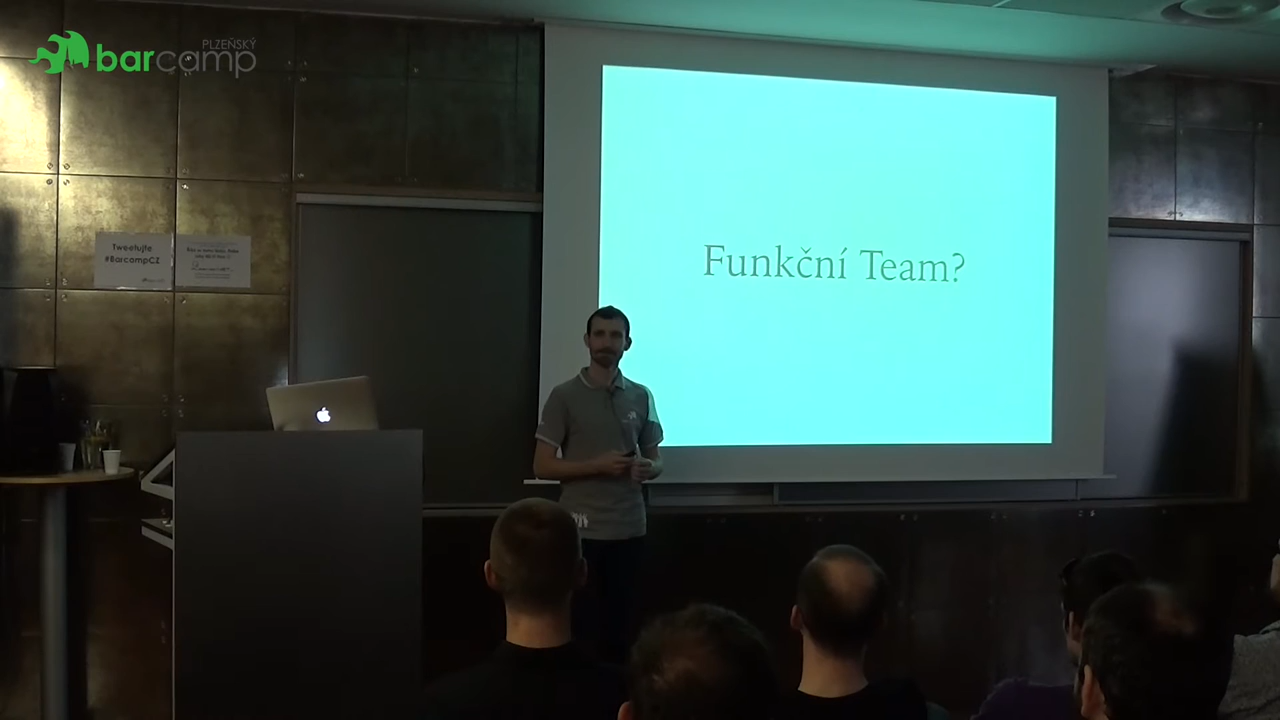 PLZEŇSKÝ
barcamp
Funkční Team?
Tweetujte
#BarcampCZ